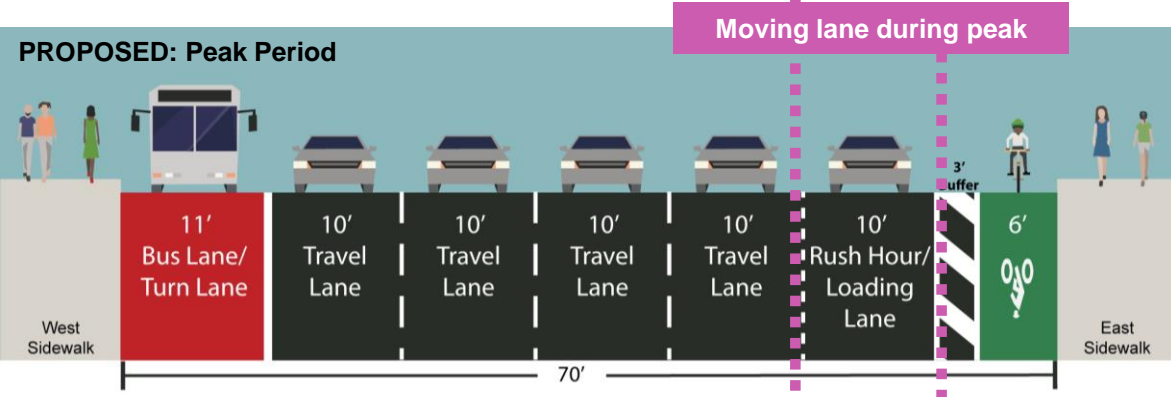 Moving lane during peak
PROPOSED: Peak Period
3’
11’
Bus Lane/
Turn Lane
10’
Travel
Lane
10’
Travel
Lane
10’
Travel
Lane
10’
Travel
Lane
10’
Rush Hour/
Loading
Lane
6’
West
Sidewalk
East
Sidewalk
70’